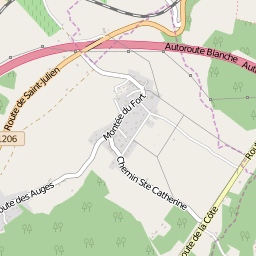 Autoroute Blanche
Route de Saint-Julien
Montée du Fort
1206
Chemin Ste Catherine
Route des Auges
Route de la Côte